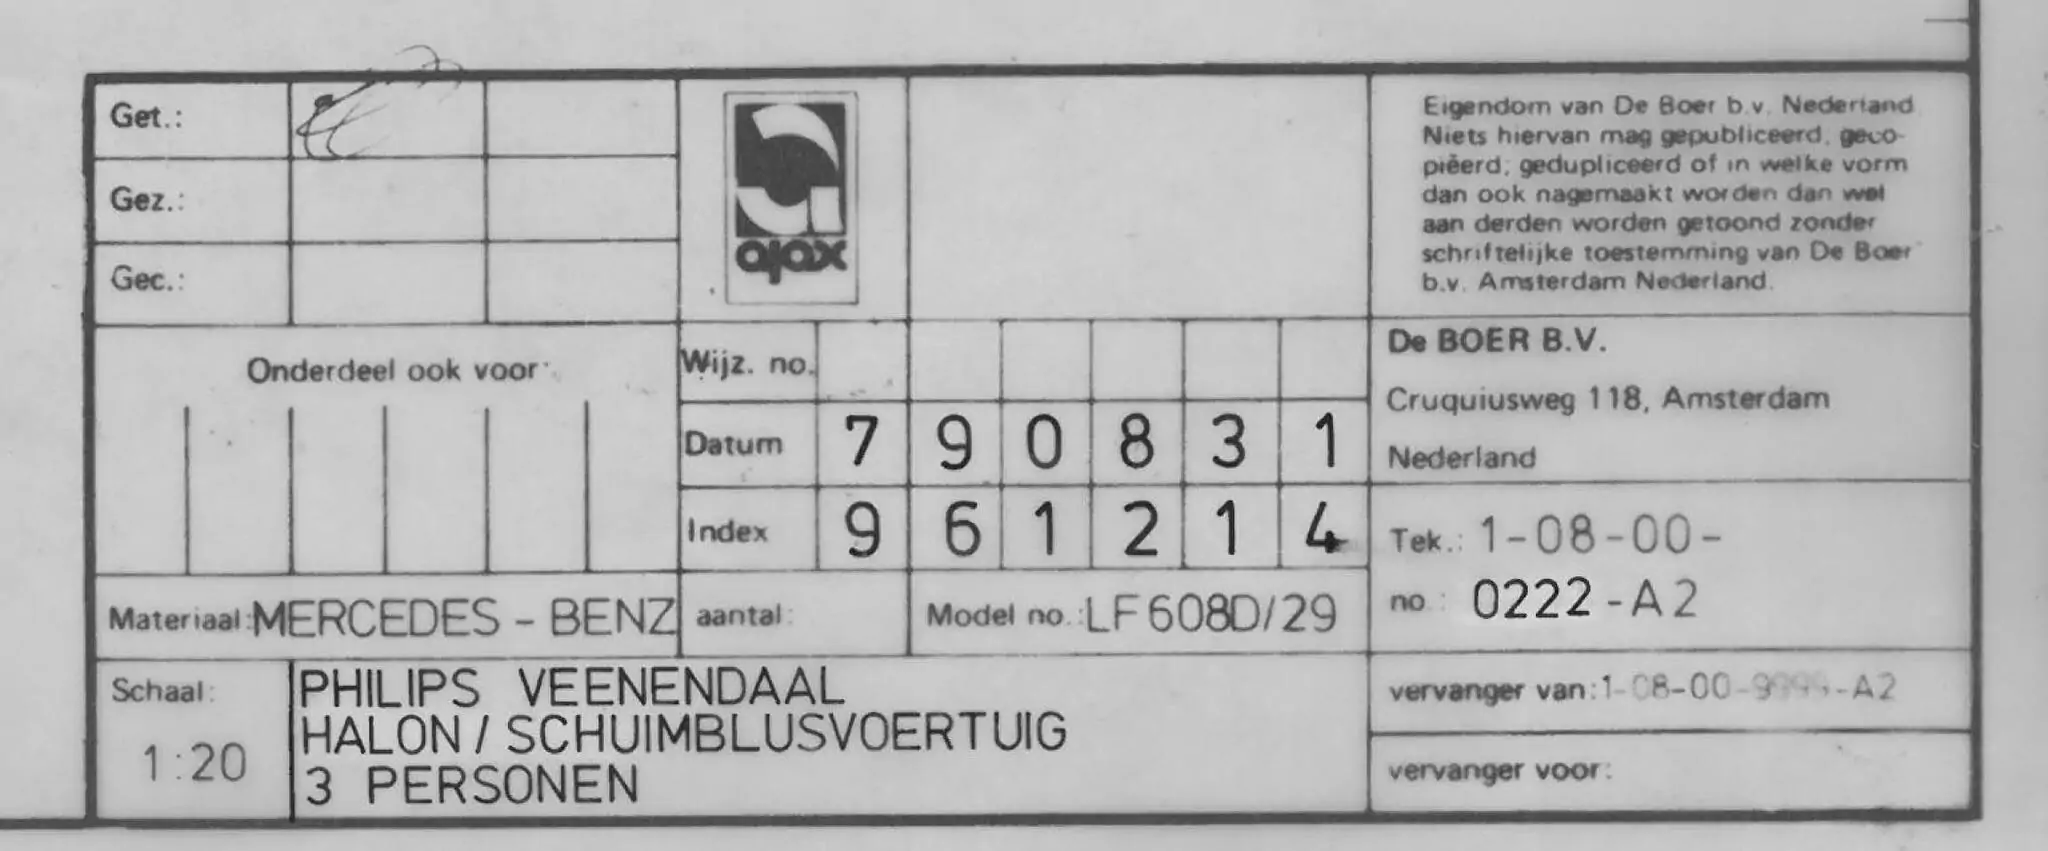 Get.:
Gez.:
Gec.:
ajax
Eigendom van De Boer b.v. Nederland
Niets hiervan mag gepubliceerd, geco-
piëerd, gedupliceerd of in welke vorm
dan ook nagemaakt worden dan wel
aan derden worden getoond zonder
schriftelijke toestemming van De Boer
b.v. Amsterdam Nederland.
Onderdeel ook voor:
Wijz. no.
Datum 7 9 0 8 3 1
Index 9 6 1 2 1 4
De BOER B.V.
Cruquiusweg 118, Amsterdam
Nederland
Tek.: 1-08-00-
no.: 0222-A2
Materiaal: MERCEDES - BENZ
aantal:
Model no.: LF608D/29
Schaal:
1:20
PHILIPS VEENENDAAL
HALON / SCHUIMBLUSVOERTUIG
3 PERSONEN
vervanger van: 1-08-00- -A2
vervanger voor: